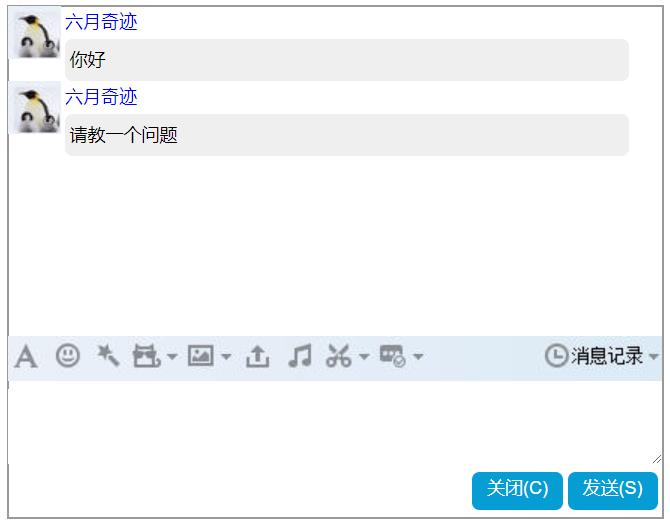 六月奇迹
你好
六月奇迹
请教一个问题
消息记录
关闭(C) 发送(S)